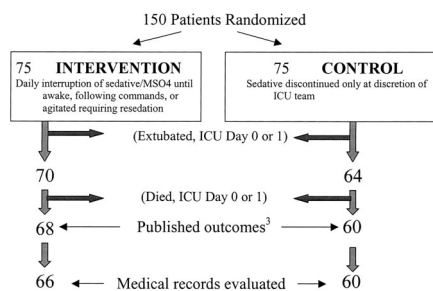 150 Patients Randomized
75 INTERVENTION
Daily interruption of sedative/MSO4 until
awake, following commands, or
agitated requiring resedation
75 CONTROL
Sedative discontinued only at discretion of
ICU team
(Extubated, ICU Day 0 or 1)
70 64
(Died, ICU Day 0 or 1)
68 Published outcomes³ 60
66 Medical records evaluated 60